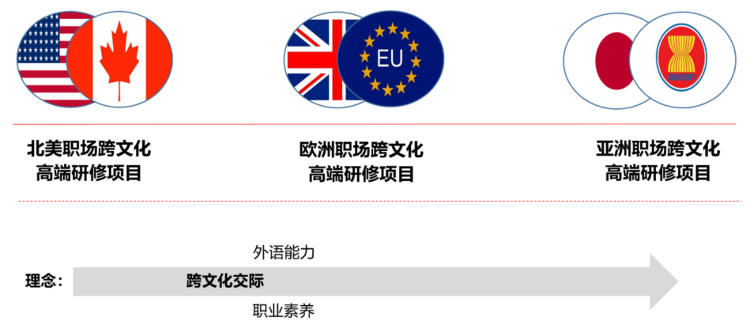 EU
北美职场跨文化
高端研修项目
欧洲职场跨文化
高端研修项目
亚洲职场跨文化
高端研修项目
外语能力
理念：
跨文化交际
职业素养